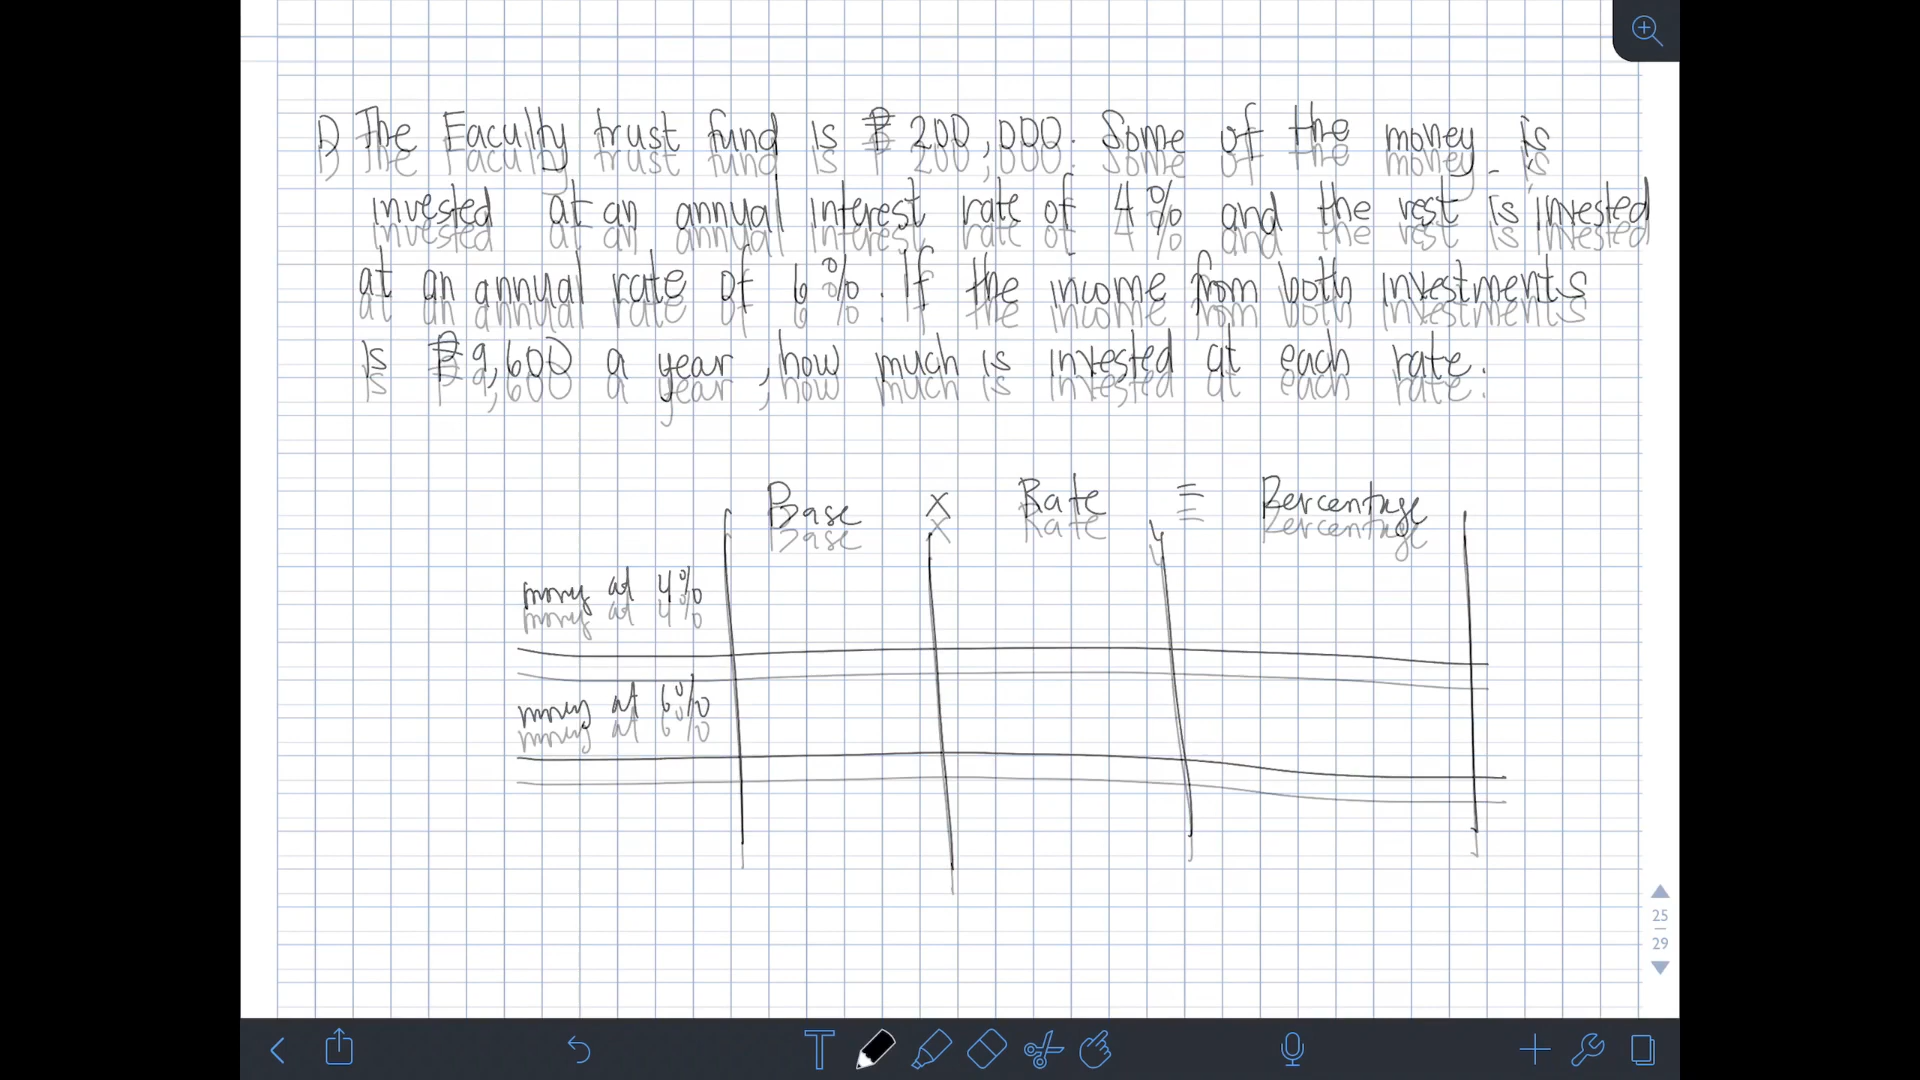 1) The Faculty trust fund is ₱ 200,000. Some of the money is
invested at an annual interest rate of 4% and the rest is invested
at an annual rate of 6%. If the income from both investments
is ₱ 9,600 a year, how much is invested at each rate.
Base x Rate = Percentage
money at 4%
money at 6%
25
29
T